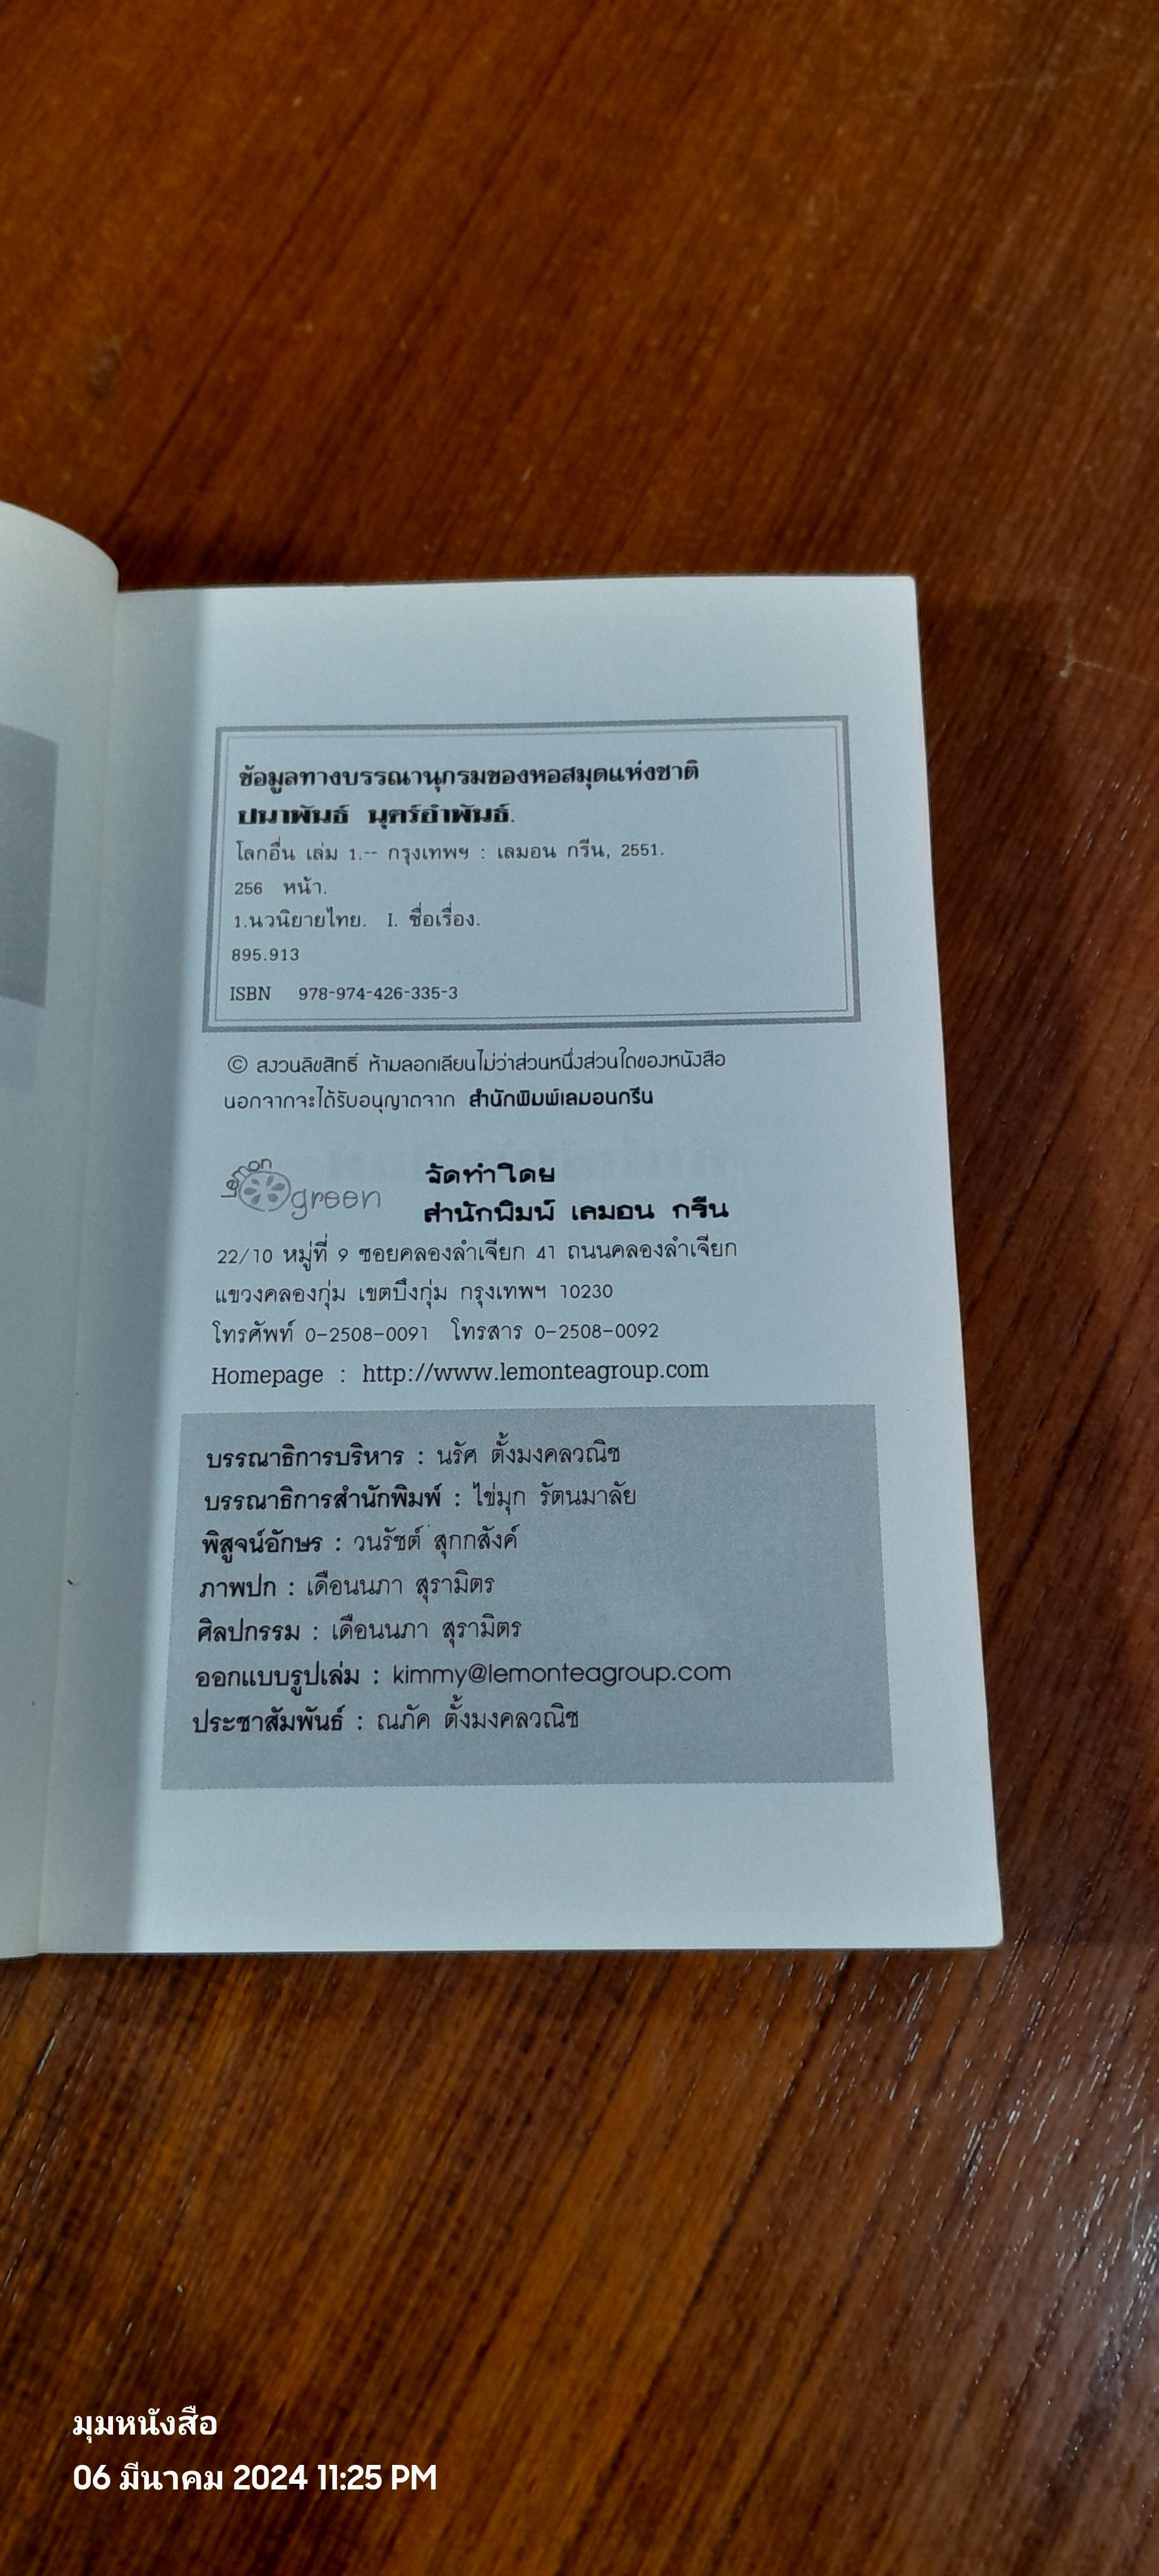 ข้อมูลทางบรรณานุกรมของหอสมุดแห่งชาติ
ปนาพันธ์ นุตร์อำพันธ์.
โลกอื่น เล่ม 1.-- กรุงเทพฯ : เลมอน กรีน, 2551.
256 หน้า.
1.นวนิยายไทย. I. ชื่อเรื่อง.
895.913
ISBN 978-974-426-335-3
© สงวนลิขสิทธิ์ ห้ามลอกเลียนไม่ว่าส่วนหนึ่งส่วนใดของหนังสือ
นอกจากจะได้รับอนุญาตจาก สำนักพิมพ์เลมอนกรีน
Lemon green
จัดทำโดย
สำนักพิมพ์ เลมอน กรีน
22/10 หมู่ที่ 9 ซอยคลองลำเจียก 41 ถนนคลองลำเจียก
แขวงคลองกุ่ม เขตบึงกุ่ม กรุงเทพฯ 10230
โทรศัพท์ 0-2508-0091 โทรสาร 0-2508-0092
Homepage : http://www.lemonteagroup.com
บรรณาธิการบริหาร : นรัศ ตั้งมงคลวณิช
บรรณาธิการสำนักพิมพ์ : ไข่มุก รัตนมาลัย
พิสูจน์อักษร : วนรัชต์ สุกกสังค์
ภาพปก : เดือนนภา สุรามิตร
ศิลปกรรม : เดือนนภา สุรามิตร
ออกแบบรูปเล่ม : kimmy@lemonteagroup.com
ประชาสัมพันธ์ : ณภัค ตั้งมงคลวณิช
มุมหนังสือ
06 มีนาคม 2024 11:25 PM